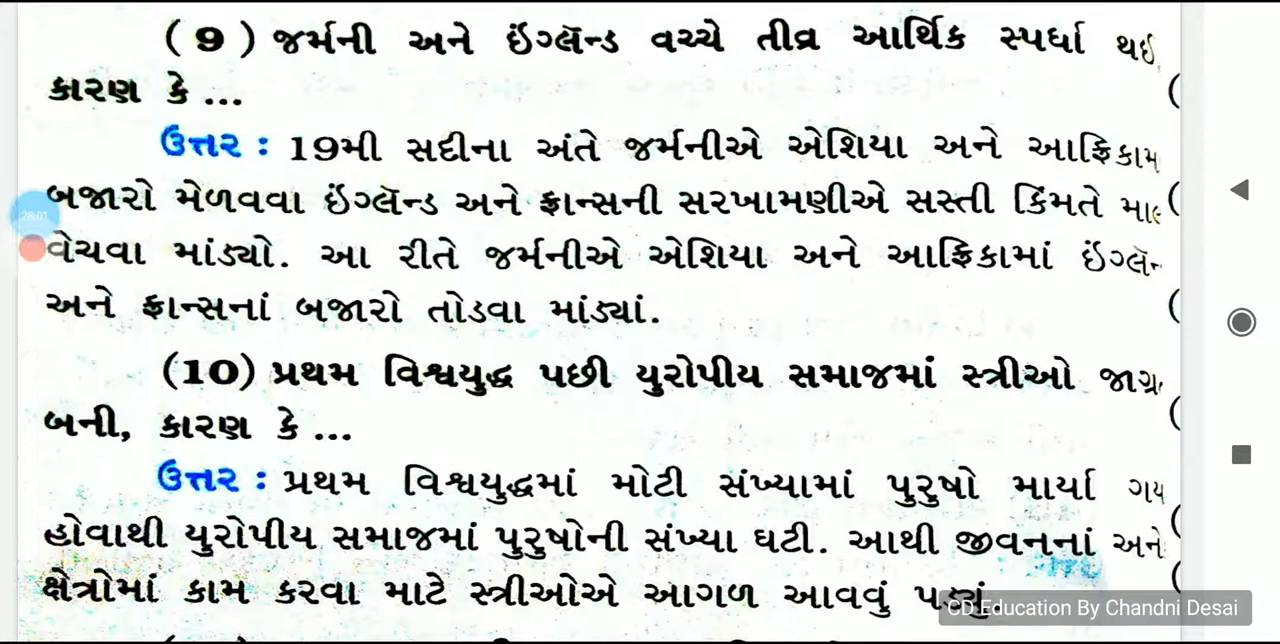 (9) જર્મની અને ઇંગ્લૅન્ડ વચ્ચે તીવ્ર આર્થિક સ્પર્ધા થઈ,
કારણ કે ...
ઉત્તર : 19મી સદીના અંતે જર્મનીએ એશિયા અને
બજારો મેળવવા ઇંગ્લૅન્ડ અને ફ્રાન્સની સરખામણીએ સસ્તી કિંમતે
28:01
વેચવા માંડ્યો. આ રીતે જર્મનીએ એશિયા અને આફ્રિકામાં
અને ફ્રાન્સનાં બજારો તોડવા માંડ્યાં.
(10) પ્રથમ વિશ્વયુદ્ધ પછી યુરોપીય સમાજમાં સ્ત્રીઓ
બની, કારણ કે ...
ઉત્તર : પ્રથમ વિશ્વયુદ્ધમાં મોટી સંખ્યામાં પુરુષો માર્યા
હોવાથી યુરોપીય સમાજમાં પુરુષોની સંખ્યા ઘટી. આથી જીવનનાં
ક્ષેત્રોમાં કામ કરવા માટે સ્ત્રીઓએ આગળ આવવું પડ્યું.
CD Education By Chandni Desai